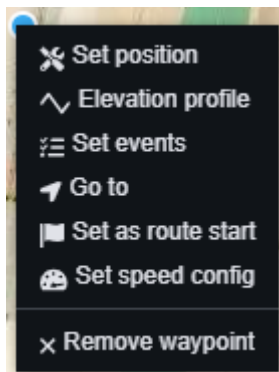 Set position
Elevation profile
Set events
Go to
Set as route start
Set speed config
Remove waypoint